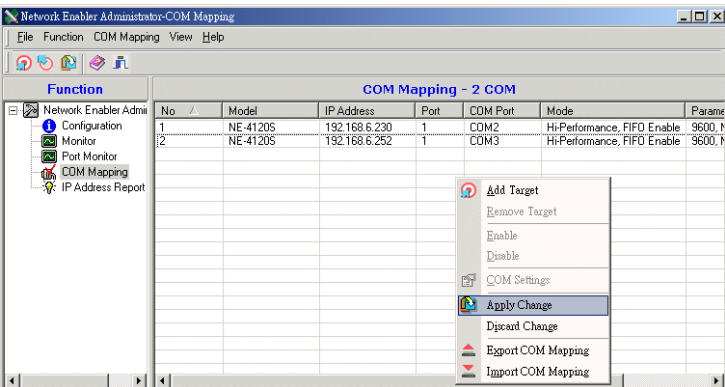 Network Enabler Administrator-COM Mapping
File Function COM Mapping View Help
Function
COM Mapping - 2 COM
Network Enabler Admi
Configuration
Monitor
Port Monitor
COM Mapping
IP Address Report
No Model IP Address Port COM Port Mode Parame
1 NE-4120S 192.168.6.230 1 COM2 Hi-Performance, FIFO Enable 9600, N
2 NE-4120S 192.168.6.252 1 COM3 Hi-Performance, FIFO Enable 9600, N
Add Target
Remove Target
Enable
Disable
COM Settings
Apply Change
Discard Change
Export COM Mapping
Import COM Mapping